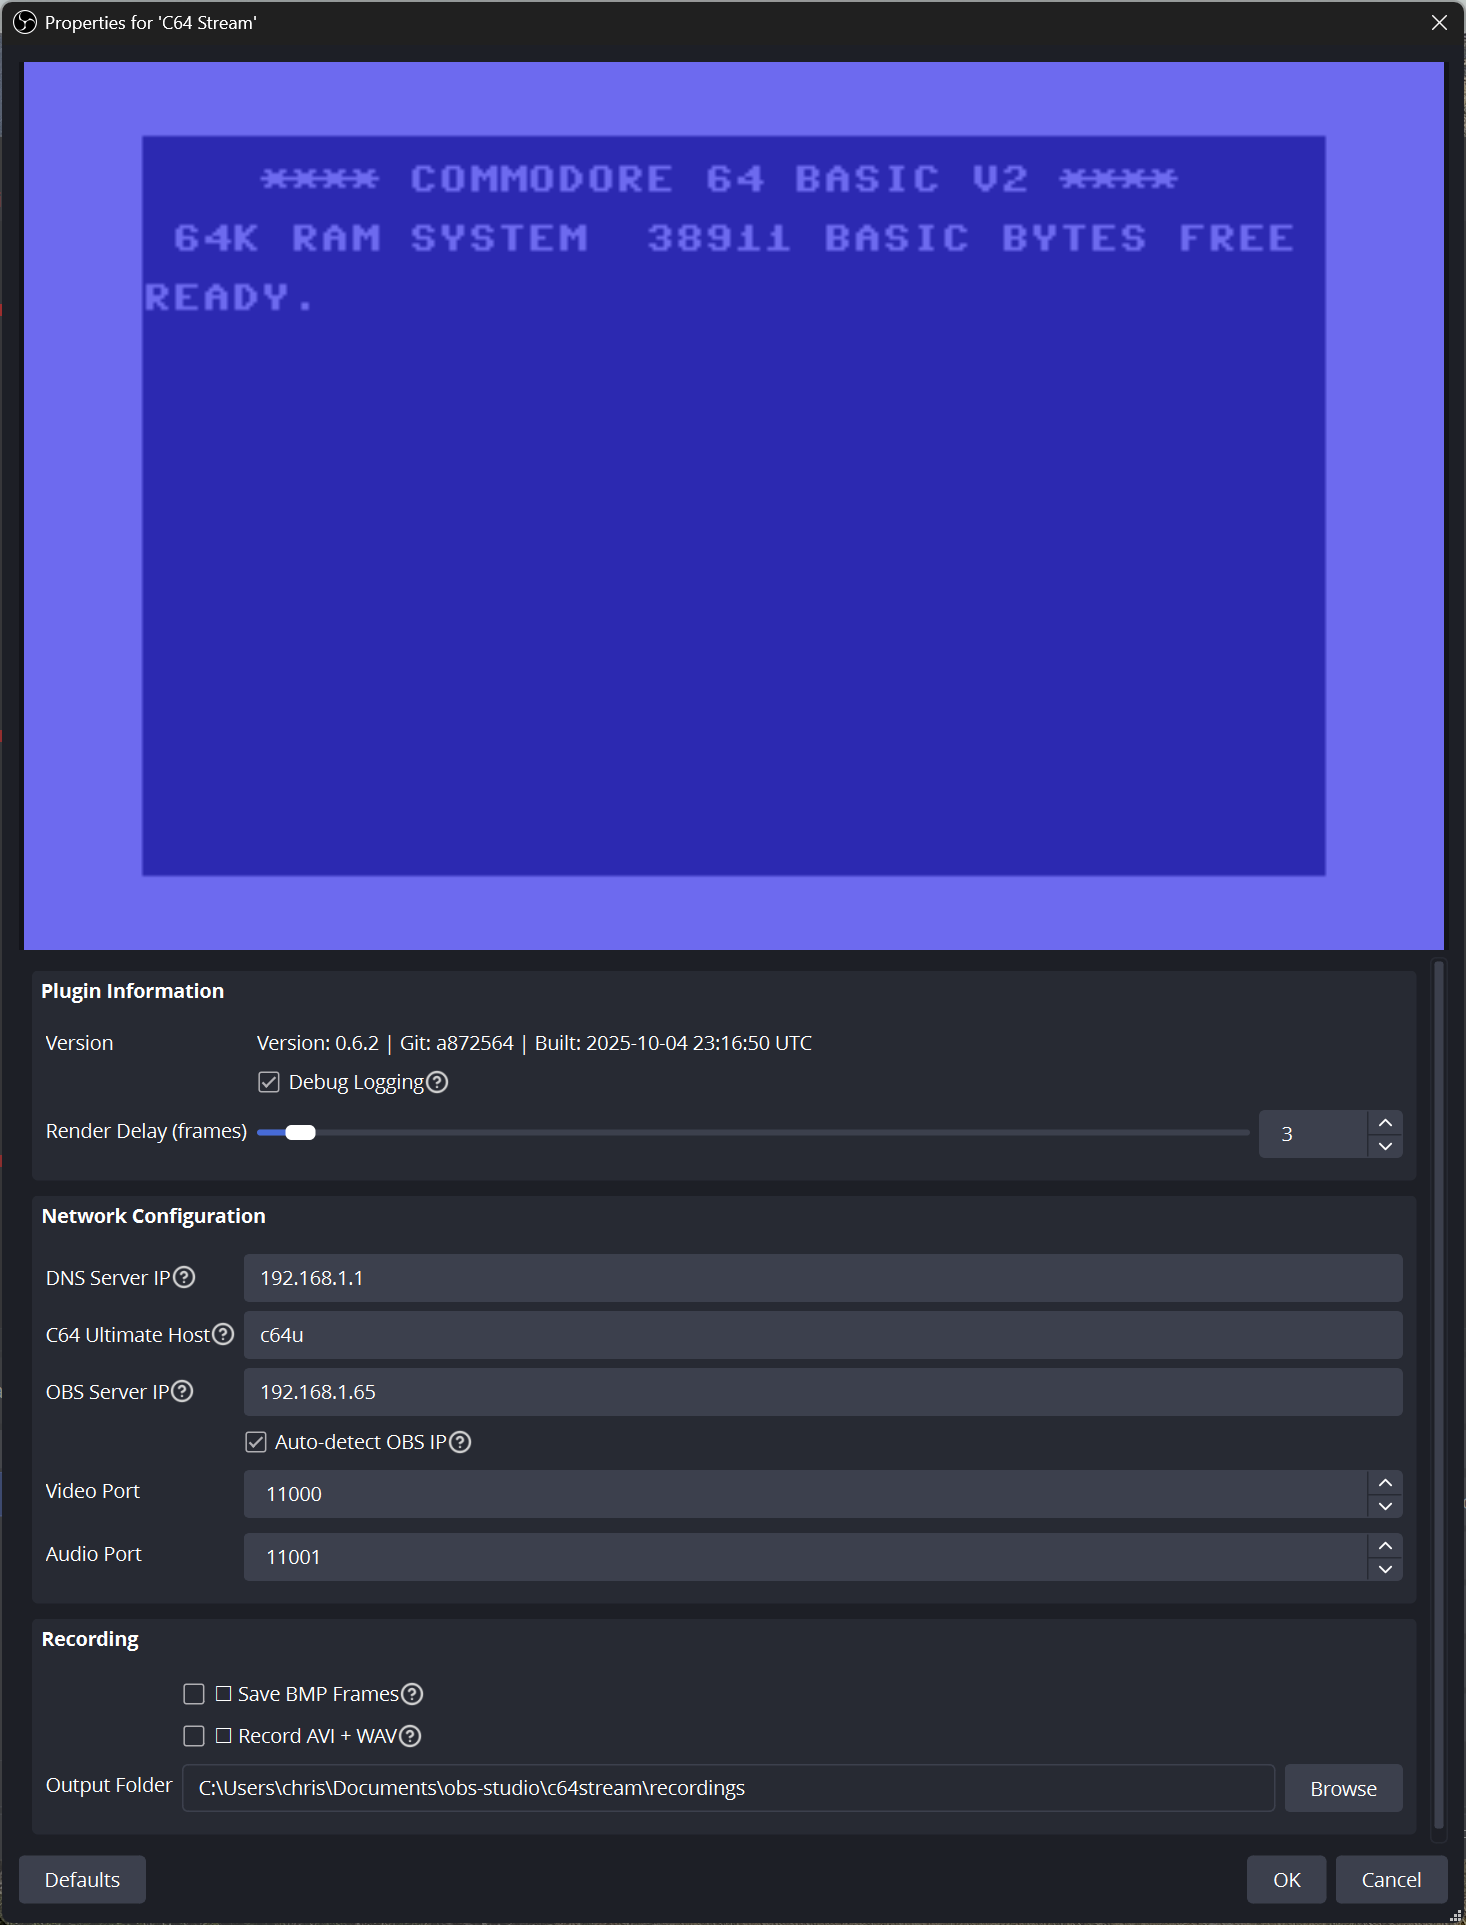 Properties for 'C64 Stream'
**** COMMODORE 64 BASIC V2 ****
64K RAM SYSTEM  38911 BASIC BYTES FREE
READY.
Plugin Information
Version Version: 0.6.2 | Git: a872564 | Built: 2025-10-04 23:16:50 UTC
Debug Logging
Render Delay (frames) 3
Network Configuration
DNS Server IP 192.168.1.1
C64 Ultimate Host c64u
OBS Server IP 192.168.1.65
Auto-detect OBS IP
Video Port 11000
Audio Port 11001
Recording
Save BMP Frames
Record AVI + WAV
Output Folder C:\Users\chris\Documents\obs-studio\c64stream\recordings Browse
Defaults OK Cancel